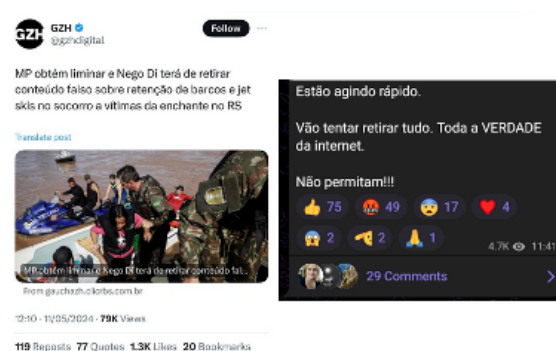 GZH
GZH
@gzhdigital
Follow
MP obtém liminar e Nego Di terá de retirar
conteúdo falso sobre retenção de barcos e jet
skis no socorro a vítimas da enchente no RS
Translate post
MP obtém liminar e Nego Di terá de retirar conteúdo fal...
From gauchazh.clicrbs.com.br
12:10 · 11/05/2024 · 79K Views
119 Reposts 77 Quotes 1.3K Likes 20 Bookmarks
Estão agindo rápido.
Vão tentar retirar tudo. Toda a VERDADE
da internet.
Não permitam!!!
75 49 17 4
2 2 1
4.7K 11:41
29 Comments